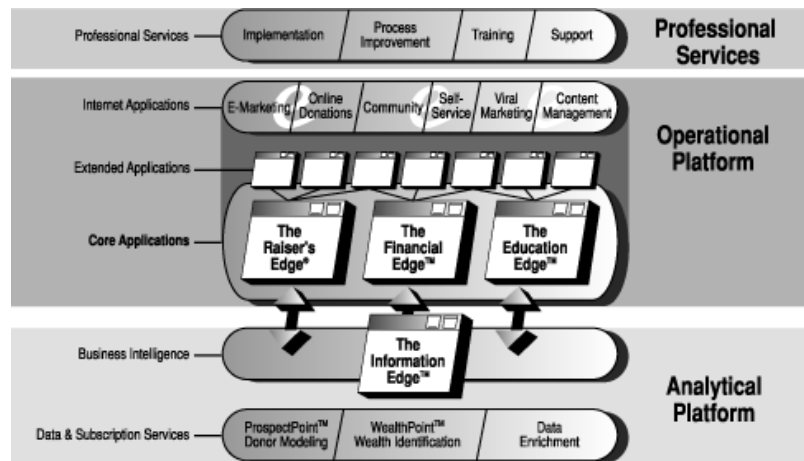 Professional Services
Implementation
Process
Improvement
Training
Support
Professional
Services
Internet Applications
E-Marketing
Online
Donations
Community
Self-
Service
Viral
Marketing
Content
Management
Operational
Platform
Extended Applications
Core Applications
The
Raiser's
Edge®
The
Financial
Edge™
The
Education
Edge™
Business Intelligence
The
Information
Edge™
Analytical
Platform
Data & Subscription Services
ProspectPoint™
Donor Modeling
WealthPoint™
Wealth Identification
Data
Enrichment